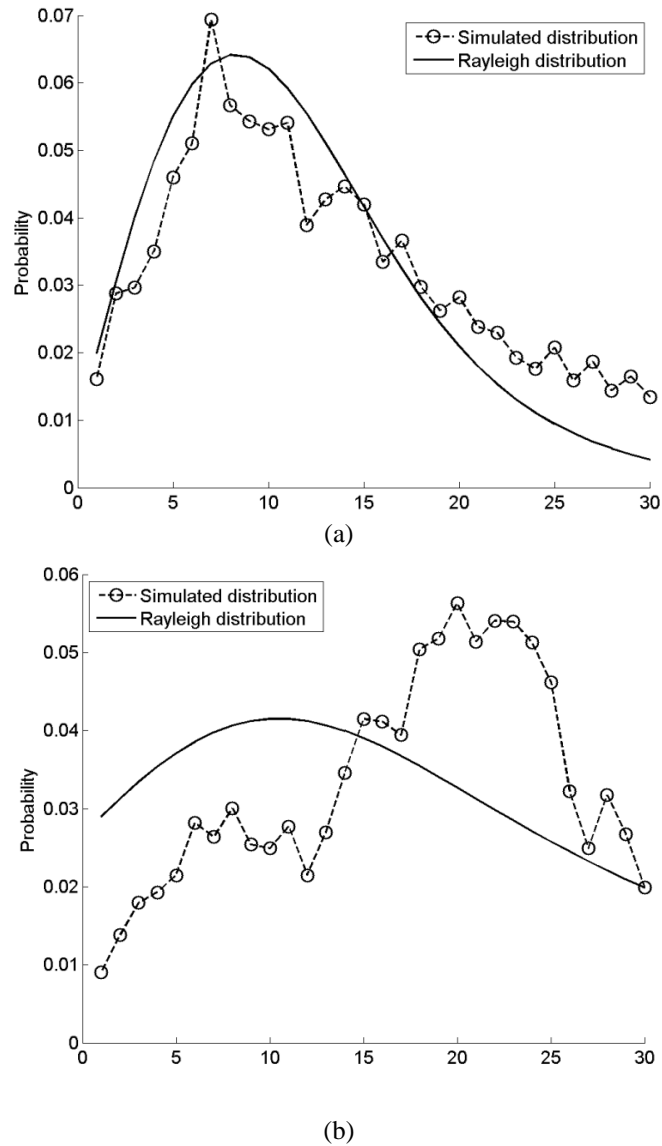 0.07
0.06
0.05
0.04
0.03
0.02
0.01
0
Probability
Simulated distribution
Rayleigh distribution
0 5 10 15 20 25 30
(a)
0.06
0.05
0.04
0.03
0.02
0.01
0
Probability
Simulated distribution
Rayleigh distribution
0 5 10 15 20 25 30
(b)